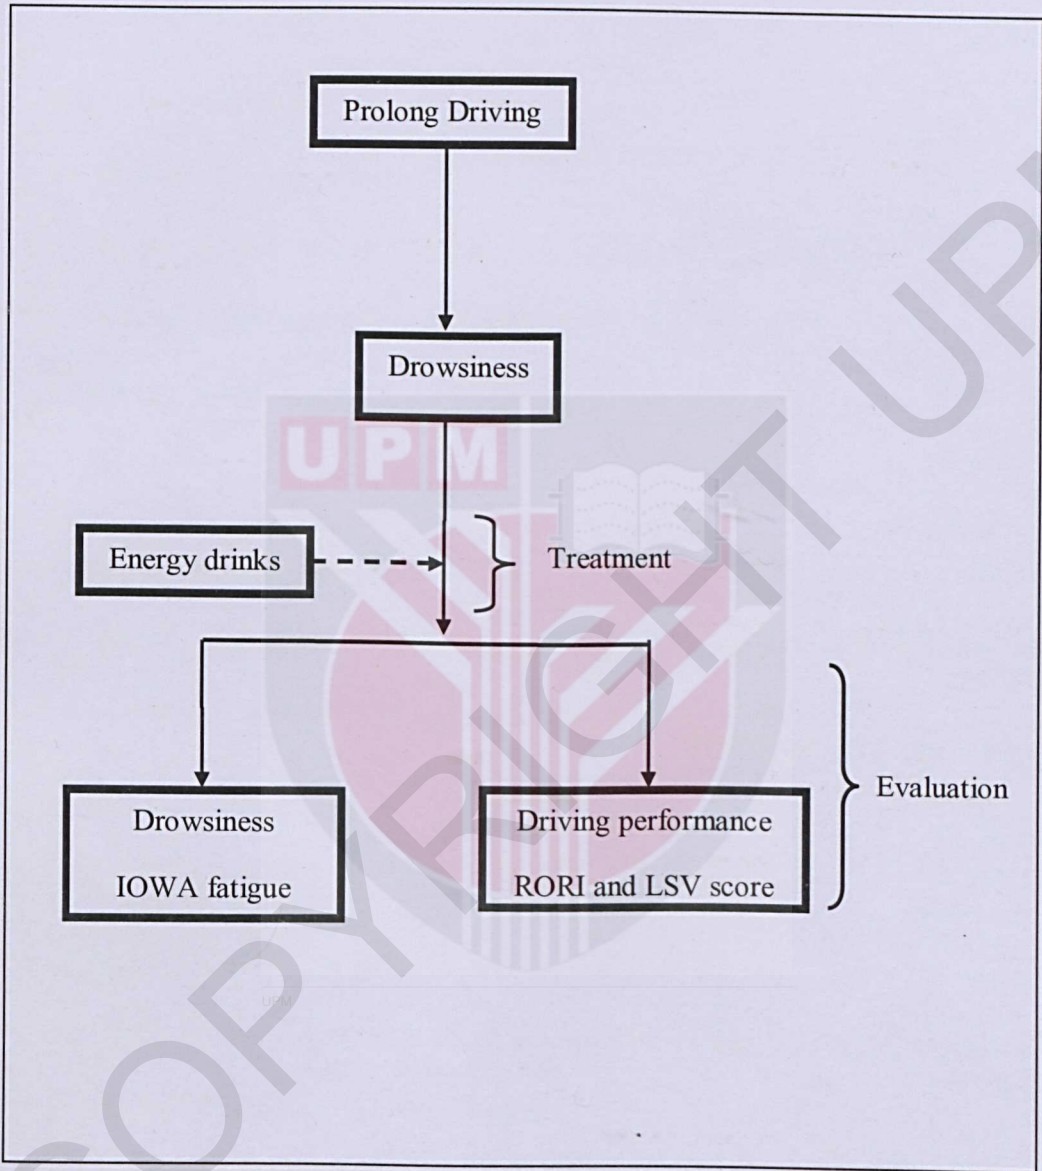 Prolong Driving
Drowsiness
UPM
Energy drinks
Treatment
Drowsiness
IOWA fatigue
Driving performance
RORI and LSV score
Evaluation
UPM
COPYRIGHT UPM